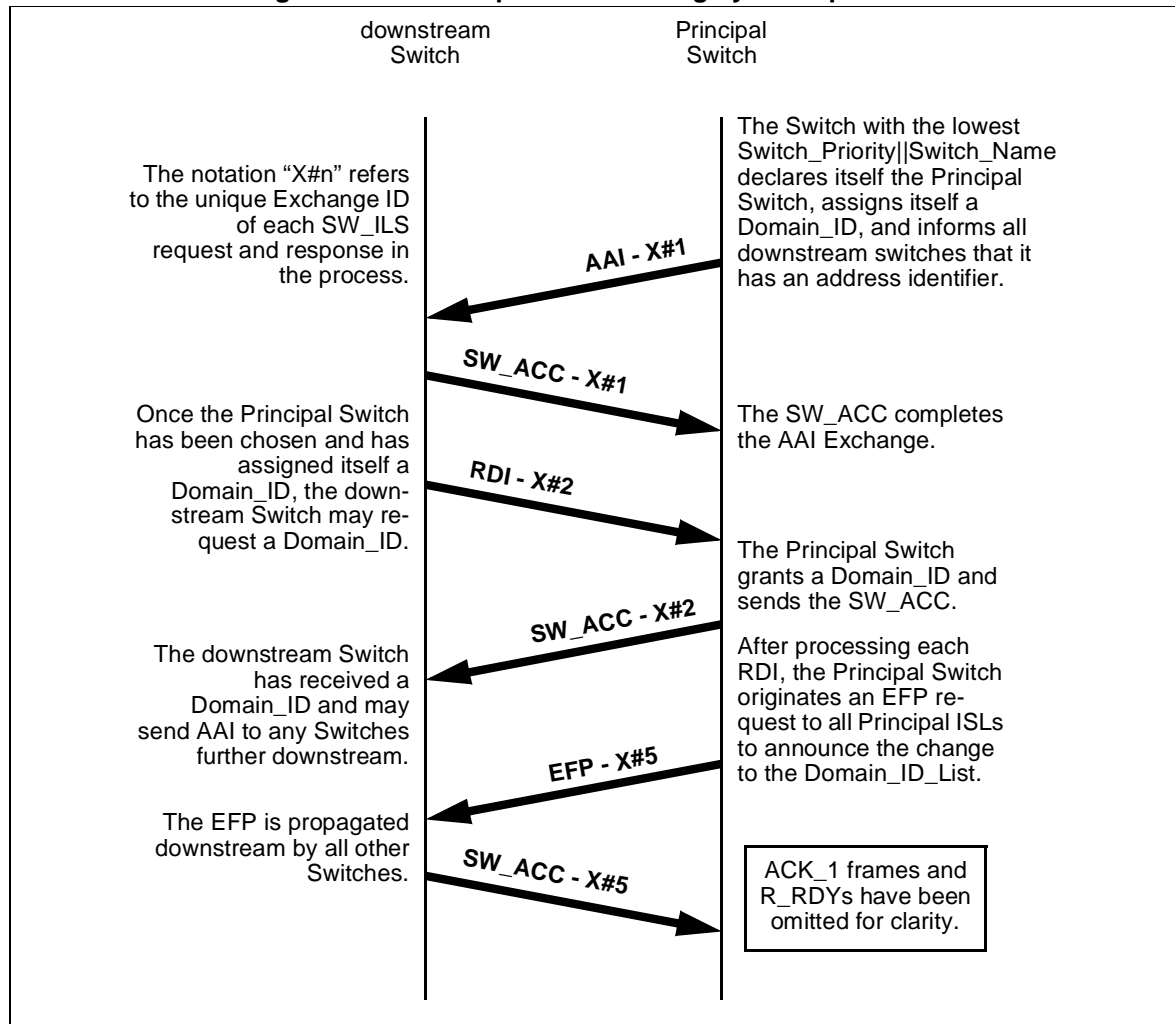 downstream
Switch
Principal
Switch
The Switch with the lowest
Switch_Priority||Switch_Name
declares itself the Principal
Switch, assigns itself a
Domain_ID, and informs all
downstream switches that it
has an address identifier.
The notation “X#n” refers
to the unique Exchange ID
of each SW_ILS
request and response in
the process.
AAI - X#1
SW_ACC - X#1
The SW_ACC completes
the AAI Exchange.
Once the Principal Switch
has been chosen and has
assigned itself a
Domain_ID, the down-
stream Switch may re-
quest a Domain_ID.
RDI - X#2
The Principal Switch
grants a Domain_ID and
sends the SW_ACC.
SW_ACC - X#2
The downstream Switch
has received a
Domain_ID and may
send AAI to any Switches
further downstream.
After processing each
RDI, the Principal Switch
originates an EFP re-
quest to all Principal ISLs
to announce the change
to the Domain_ID_List.
EFP - X#5
The EFP is propagated
downstream by all other
Switches.
SW_ACC - X#5
ACK_1 frames and
R_RDYs have been
omitted for clarity.